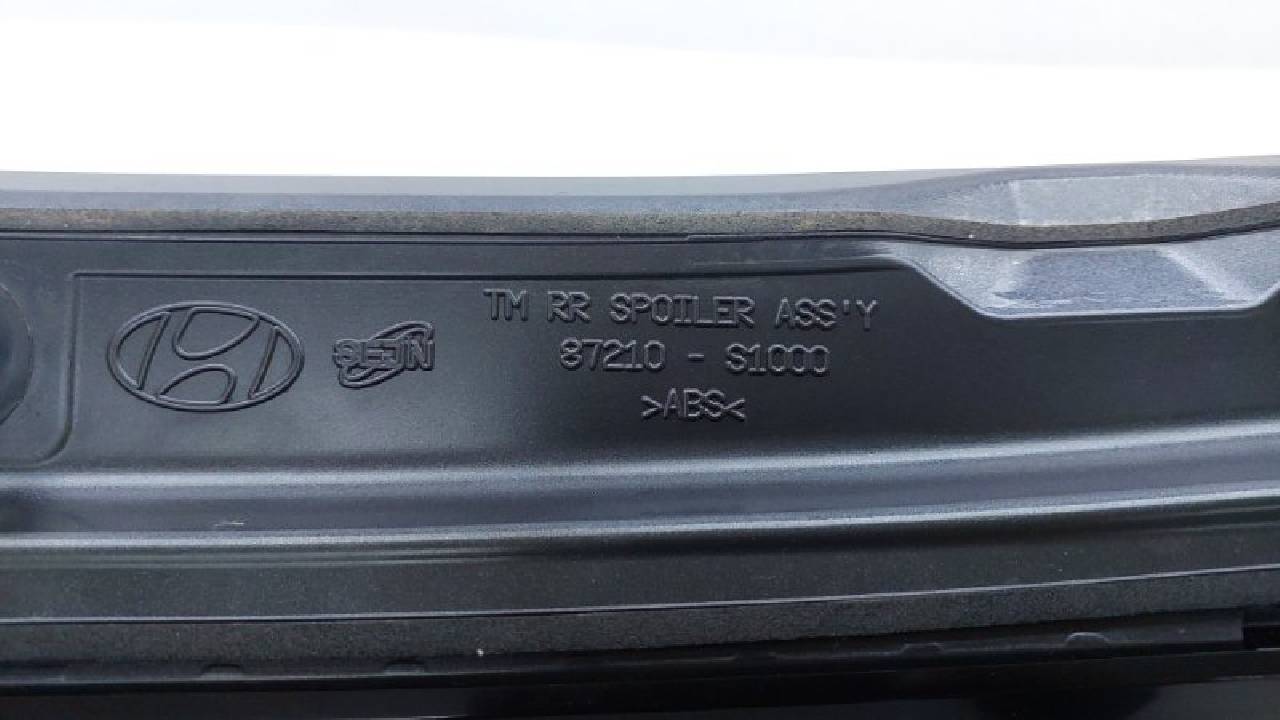 SEJIN
TM RR SPOILER ASS'Y
87210 - S1000
>ABS<